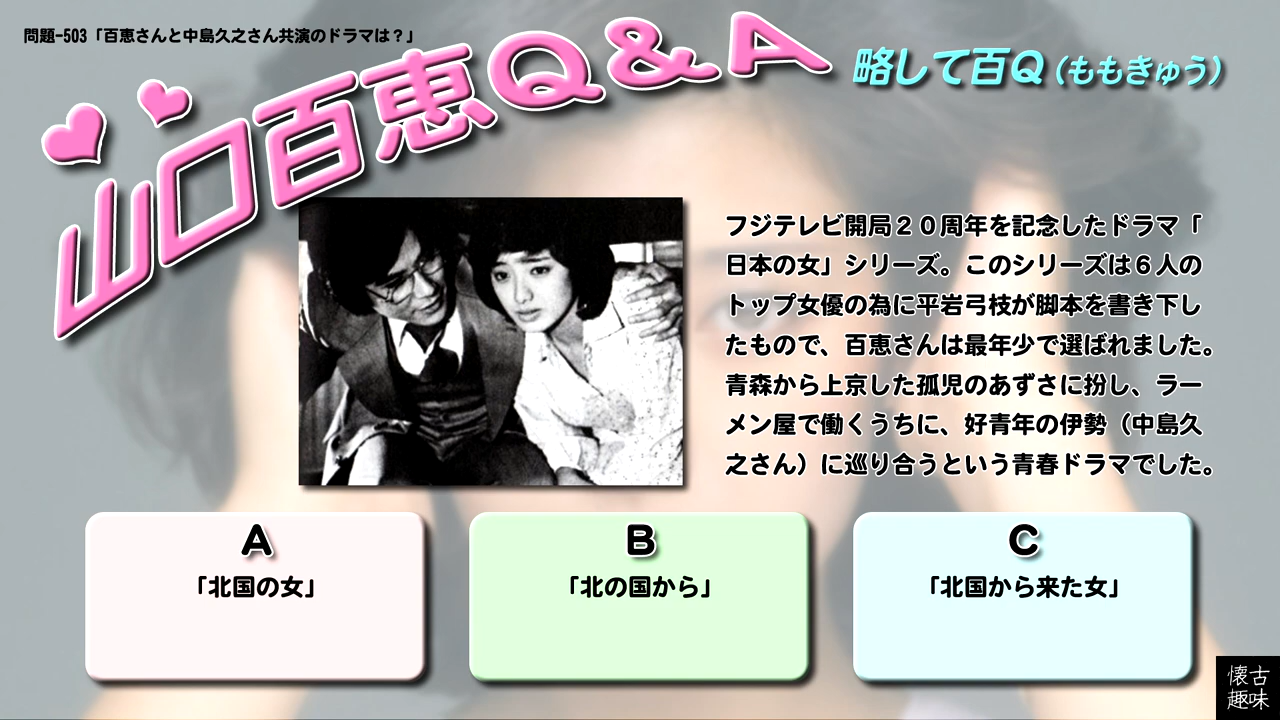 問題-503「百恵さんと中島久之さん共演のドラマは？」
山口百恵Q&A
略して百Q（ももきゅう）
フジテレビ開局２０周年を記念したドラマ「
日本の女」シリーズ。このシリーズは６人の
トップ女優の為に平岩弓枝が脚本を書き下し
たもので、百恵さんは最年少で選ばれました。
青森から上京した孤児のあずさに扮し、ラー
メン屋で働くうちに、好青年の伊勢（中島久
之さん）に巡り合うという青春ドラマでした。
A
「北国の女」
B
「北の国から」
C
「北国から来た女」
懐古
趣味